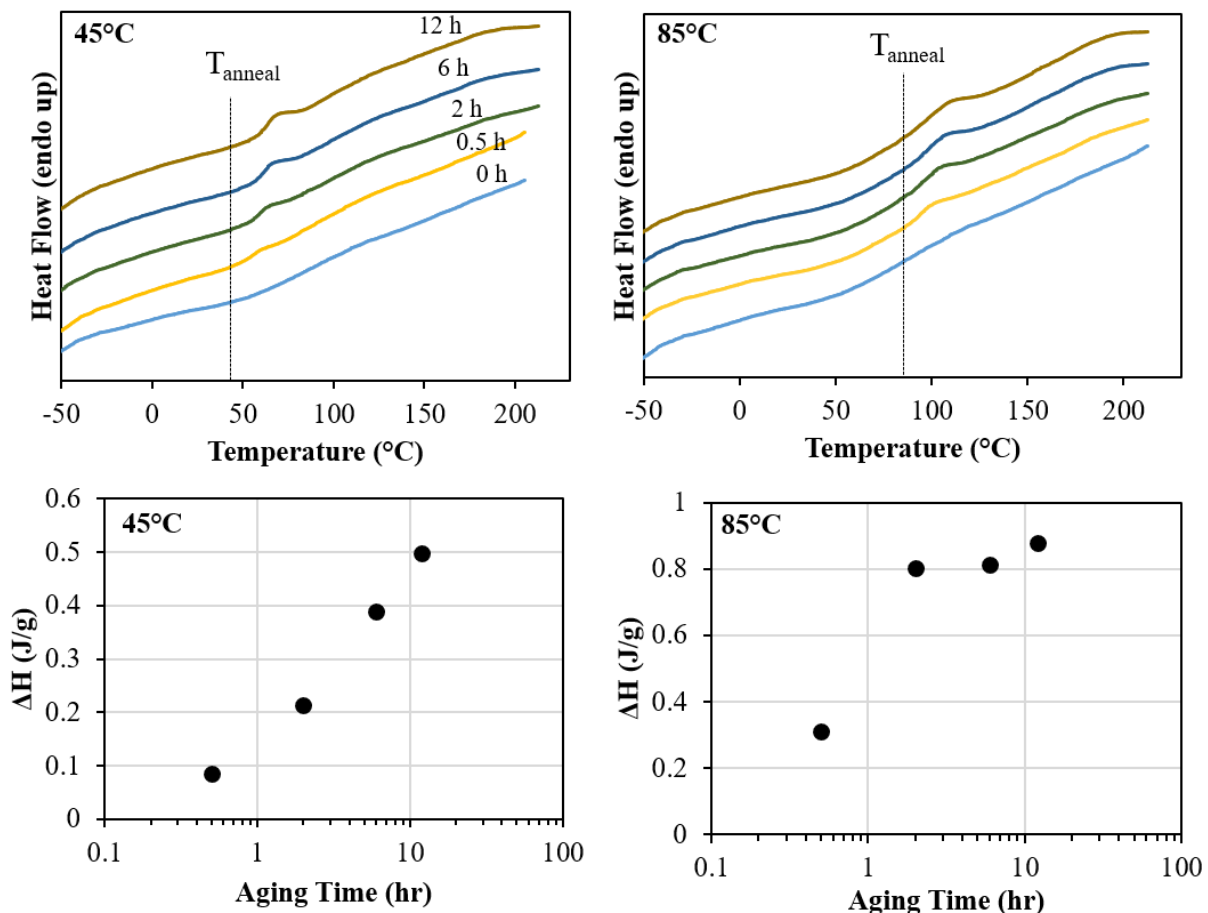 45°C
12 h
T anneal
6 h
2 h
0.5 h
0 h
Heat Flow (endo up)
-50 0 50 100 150 200
Temperature (°C)
85°C
T anneal
Heat Flow (endo up)
-50 0 50 100 150 200
Temperature (°C)
45°C
0.6
0.5
0.4
0.3
0.2
0.1
0
ΔH (J/g)
0.1 1 10 100
Aging Time (hr)
85°C
1
0.8
0.6
0.4
0.2
0
ΔH (J/g)
0.1 1 10 100
Aging Time (hr)